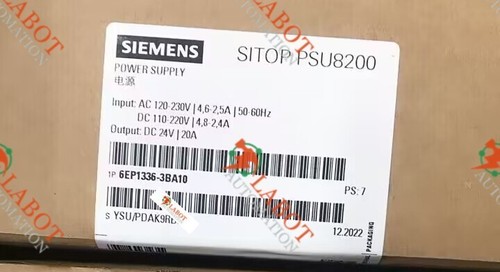 SIEMENS
SITOP PSU8200
POWER SUPPLY
电源
Input: AC 120-230V | 4,6-2,5A | 50-60Hz
DC 110-220V | 4,8-2,4A
Output: DC 24V | 20A
1P 6EP1336-3BA10
PS: 7
S YSU/PDAK9RD
12.2022
PACKAGING
LABOT
AUTOMATION